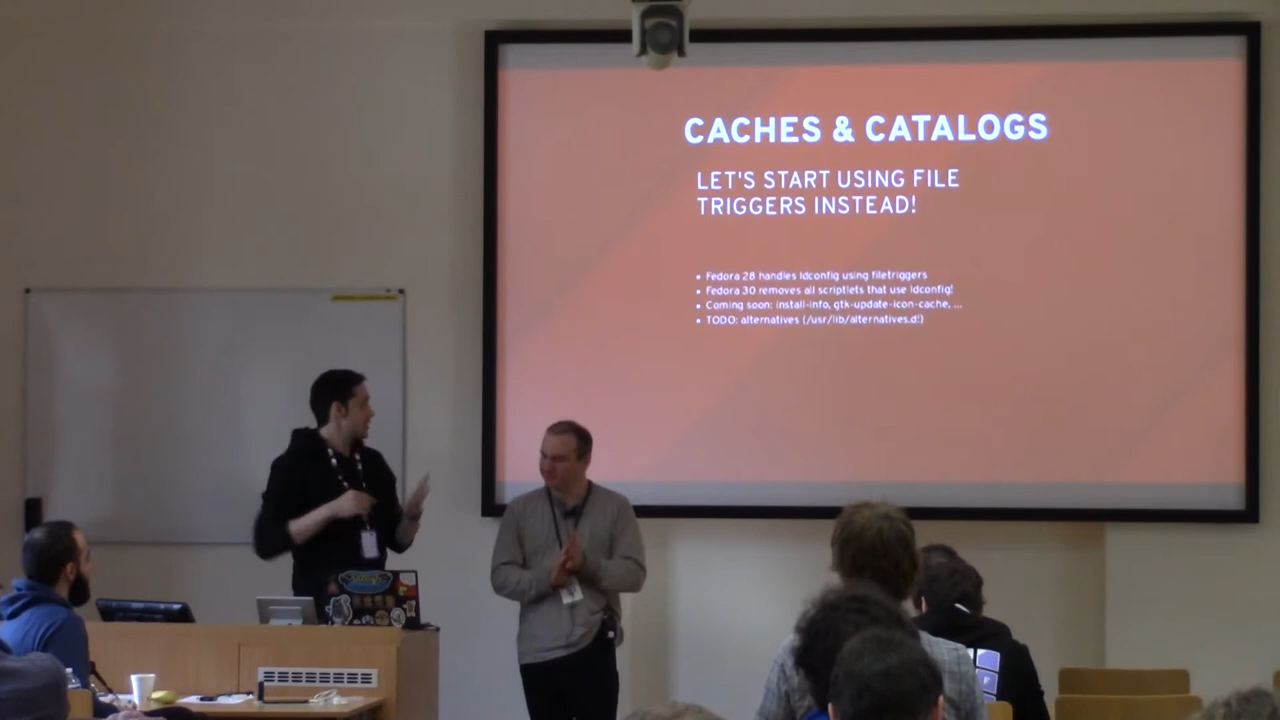 CACHES & CATALOGS
LET'S START USING FILE
TRIGGERS INSTEAD!
• Fedora 28 handles ldconfig using filetriggers
• Fedora 30 removes all scriptlets that use ldconfig!
• Coming soon: install-info, gtk-update-icon-cache, ...
• TODO: alternatives (/usr/lib/alternatives.d!)
F